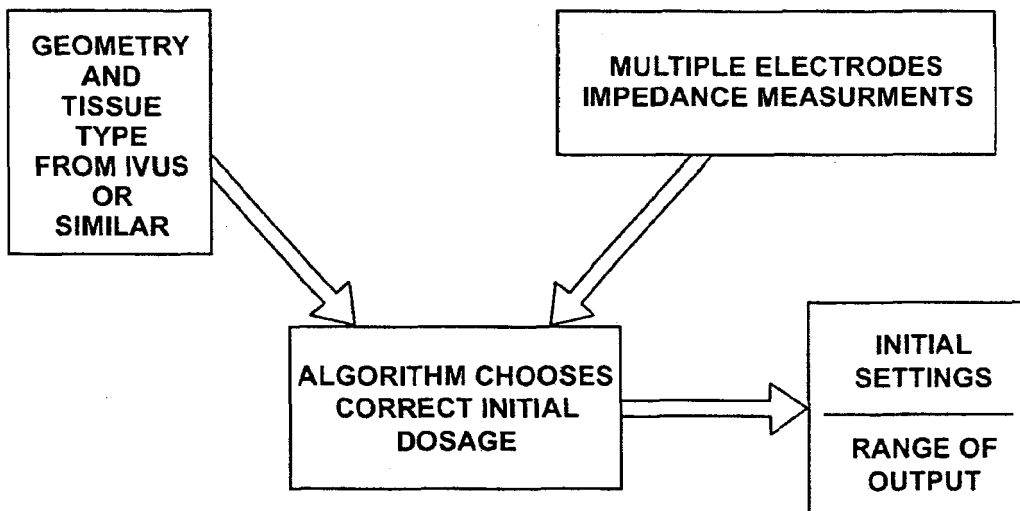 GEOMETRY
AND
TISSUE
TYPE
FROM IVUS
OR
SIMILAR
MULTIPLE ELECTRODES
IMPEDANCE MEASURMENTS
ALGORITHM CHOOSES
CORRECT INITIAL
DOSAGE
INITIAL
SETTINGS
RANGE OF
OUTPUT